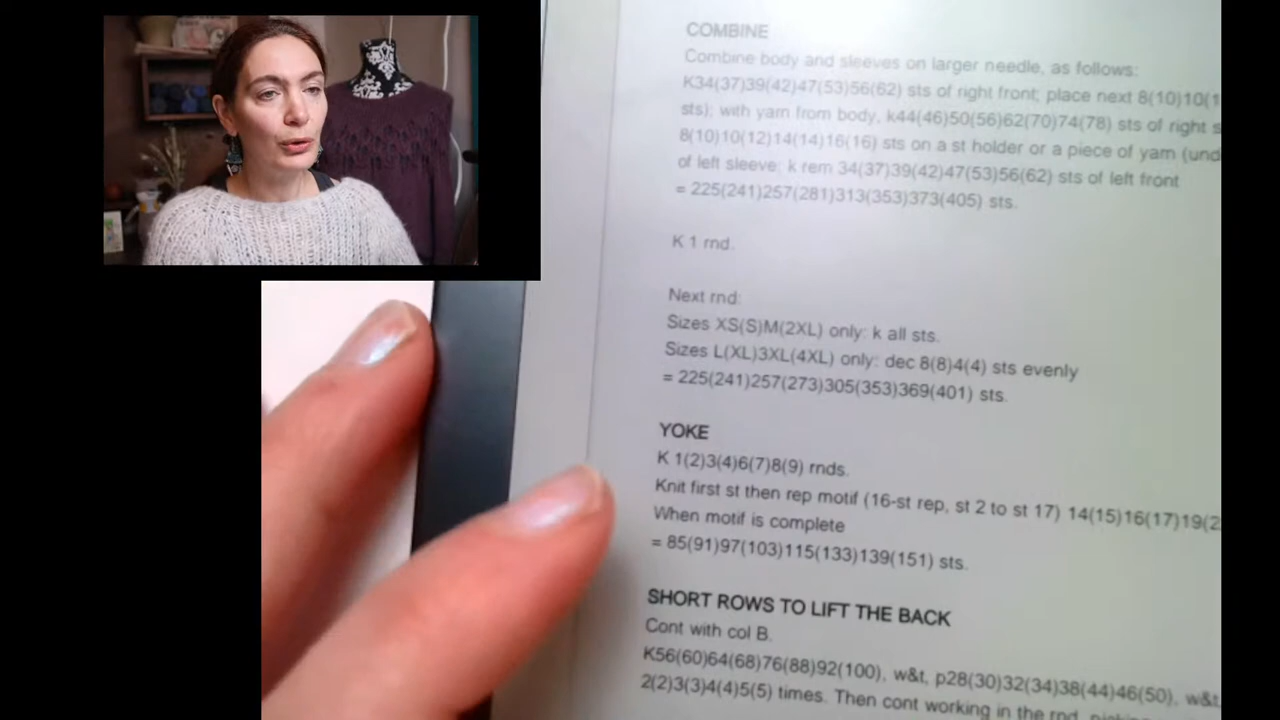 COMBINE
Combine body and sleeves on larger needle, as follows:
K34(37)39(42)47(53)56(62) sts of right front; place next 8(10)10(1
sts); with yarn from body, k44(46)50(56)62(70)74(78) sts of right s
8(10)10(12)14(14)16(16) sts on a st holder or a piece of yarn (und
of left sleeve; k rem 34(37)39(42)47(53)56(62) sts of left front
= 225(241)257(281)313(353)373(405) sts.
K 1 rnd.
Next rnd:
Sizes XS(S)M(2XL) only: k all sts.
Sizes L(XL)3XL(4XL) only: dec 8(8)4(4) sts evenly
= 225(241)257(273)305(353)369(401) sts.
YOKE
K 1(2)3(4)6(7)8(9) rnds.
Knit first st then rep motif (16-st rep, st 2 to st 17) 14(15)16(17)19(2
When motif is complete
= 85(91)97(103)115(133)139(151) sts.
SHORT ROWS TO LIFT THE BACK
Cont with col B.
K56(60)64(68)76(88)92(100), w&t, p28(30)32(34)38(44)46(50), w&t,
2(2)3(3)4(4)5(5) times. Then cont working in the rnd,